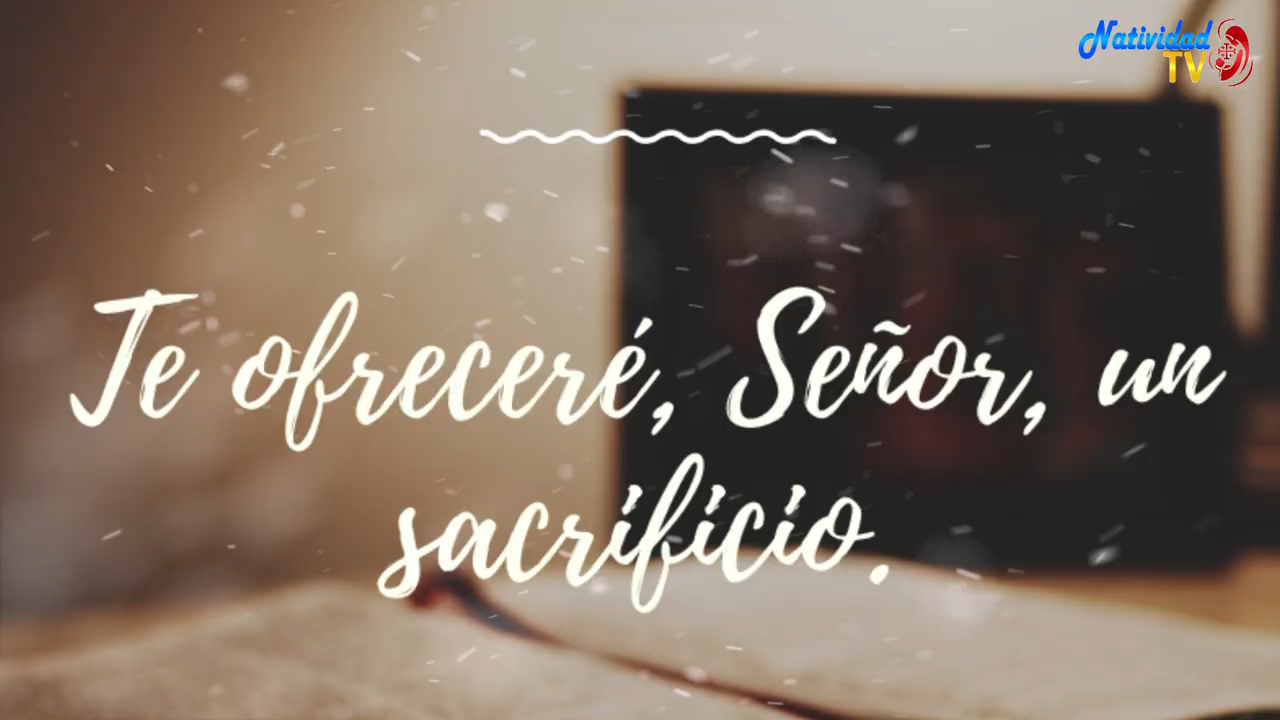 Natividad
TV
Te ofreceré, Señor, un
sacrificio.